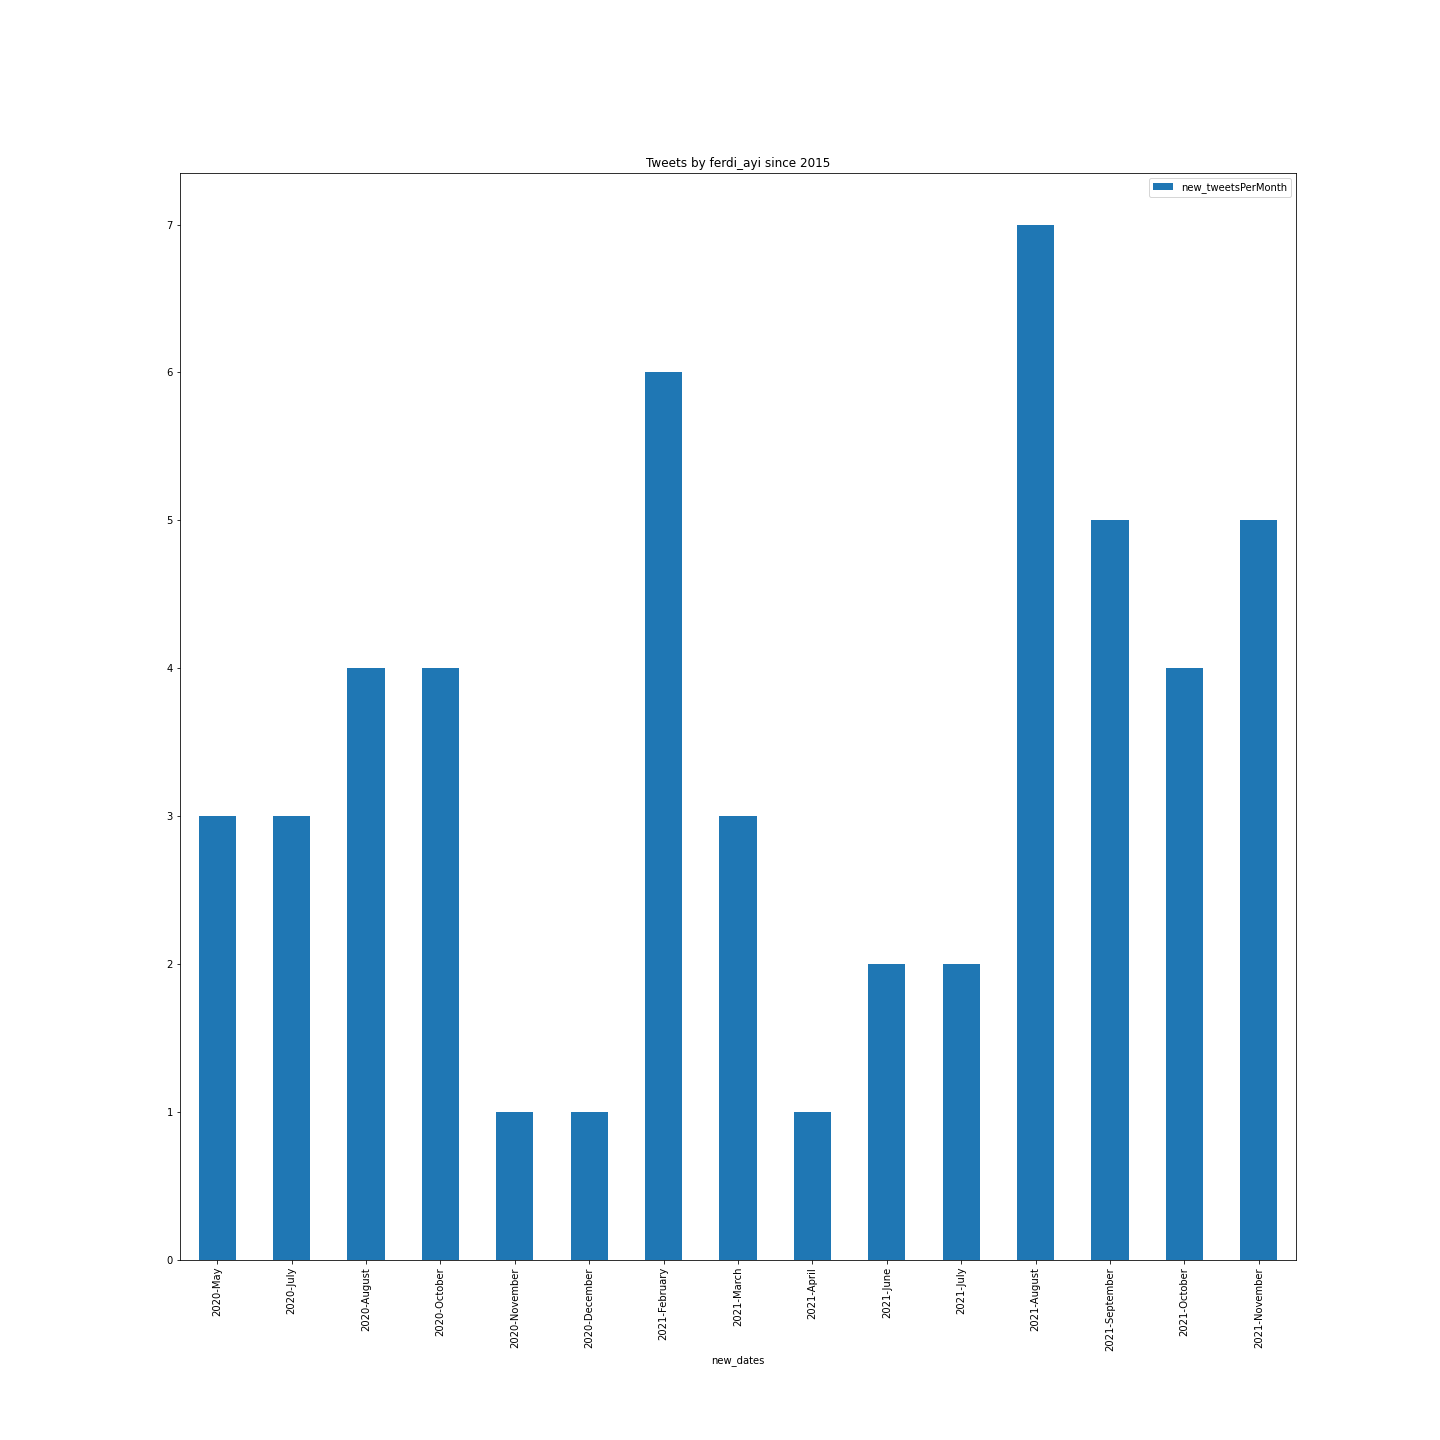 Tweets by ferdi_ayi since 2015
new_tweetsPerMonth
7
6
5
4
3
2
1
0
2020-May
2020-July
2020-August
2020-October
2020-November
2020-December
2021-February
2021-March
2021-April
2021-June
2021-July
2021-August
2021-September
2021-October
2021-November
new_dates